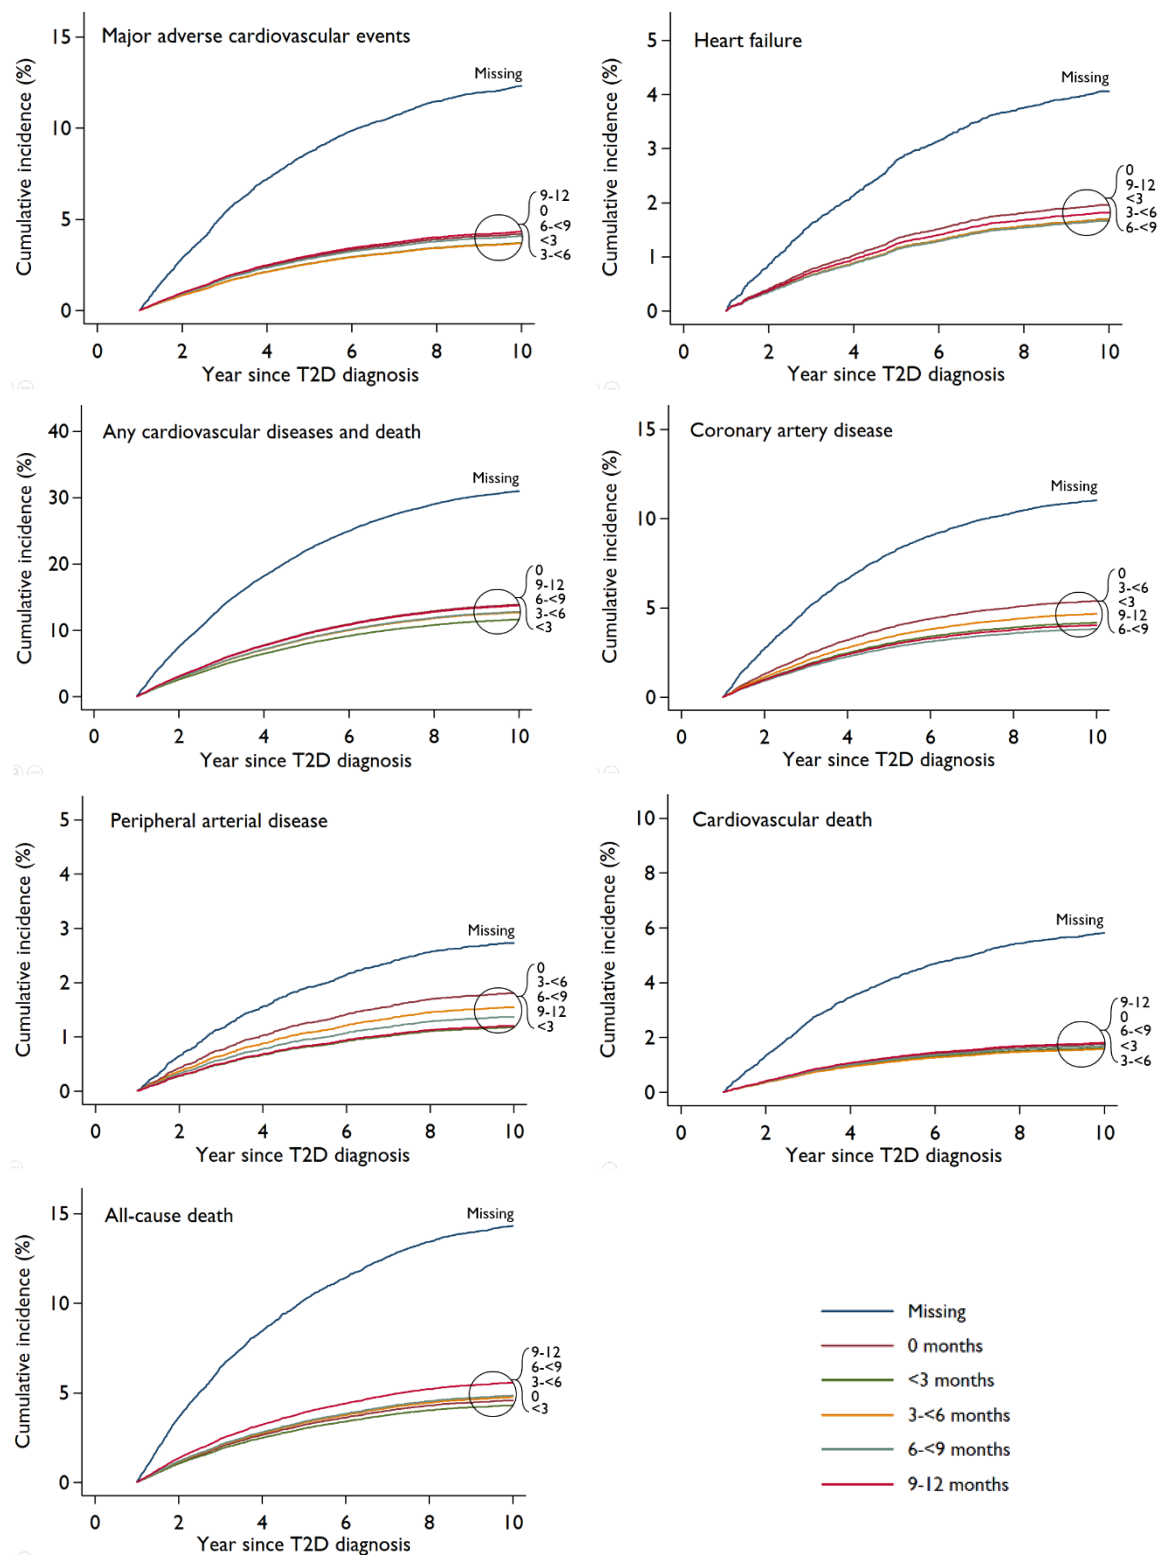 Major adverse cardiovascular events
Cumulative incidence (%)
15
10
5
0
Missing
9-12
0
6-<9
<3
3-<6
0 2 4 6 8 10
Year since T2D diagnosis
Heart failure
Cumulative incidence (%)
5
4
3
2
1
0
Missing
0
9-12
<3
3-<6
6-<9
0 2 4 6 8 10
Year since T2D diagnosis
Any cardiovascular diseases and death
Cumulative incidence (%)
40
30
20
10
0
Missing
0
9-12
6-<9
3-<6
<3
0 2 4 6 8 10
Year since T2D diagnosis
Coronary artery disease
Cumulative incidence (%)
15
10
5
0
Missing
0
3-<6
<3
9-12
6-<9
0 2 4 6 8 10
Year since T2D diagnosis
Peripheral arterial disease
Cumulative incidence (%)
5
4
3
2
1
0
Missing
0
3-<6
6-<9
9-12
<3
0 2 4 6 8 10
Year since T2D diagnosis
Cardiovascular death
Cumulative incidence (%)
10
8
6
4
2
0
Missing
9-12
0
6-<9
<3
3-<6
0 2 4 6 8 10
Year since T2D diagnosis
All-cause death
Cumulative incidence (%)
15
10
5
0
Missing
9-12
6-<9
3-<6
0
<3
0 2 4 6 8 10
Year since T2D diagnosis
Missing
0 months
<3 months
3-<6 months
6-<9 months
9-12 months